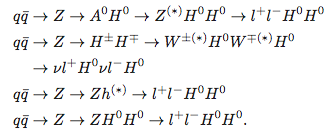 qq̄ → Z → A⁰H⁰ → Z⁽*⁾H⁰H⁰ → l⁺l⁻H⁰H⁰
qq̄ → Z → H^±H^∓ → W^±⁽*⁾H⁰W^∓⁽*⁾H⁰
→ νl⁺H⁰νl⁻H⁰
qq̄ → Z → Zh⁽*⁾ → l⁺l⁻H⁰H⁰
qq̄ → Z → ZH⁰H⁰ → l⁺l⁻H⁰H⁰.